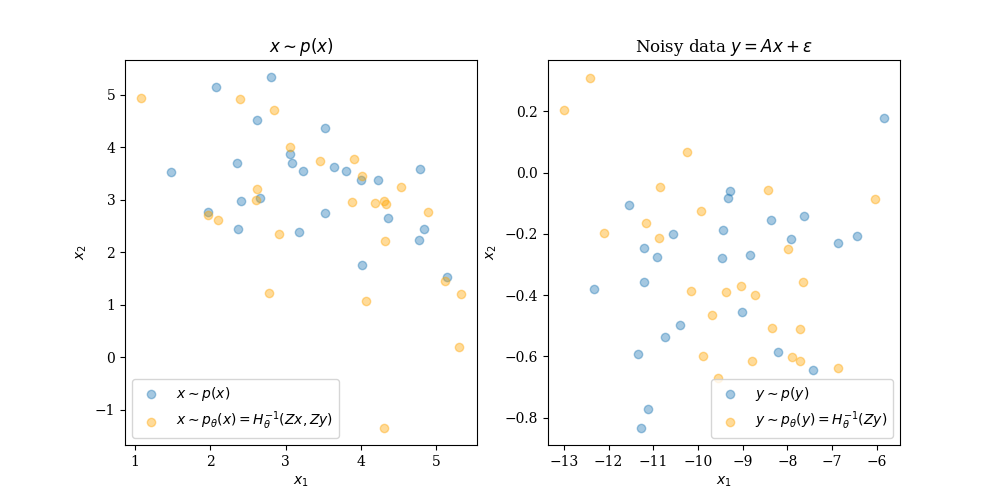 x ∼ p(x)
5
4
3
2
1
0
−1
x₂
1 2 3 4 5
x₁
x ∼ p(x)
x ∼ p_θ(x) = H_θ^{-1}(Zx, Zy)
Noisy data y = Ax + ε
0.2
0.0
−0.2
−0.4
−0.6
−0.8
x₂
−13 −12 −11 −10 −9 −8 −7 −6
x₁
y ∼ p(y)
y ∼ p_θ(y) = H_θ^{-1}(Zy)